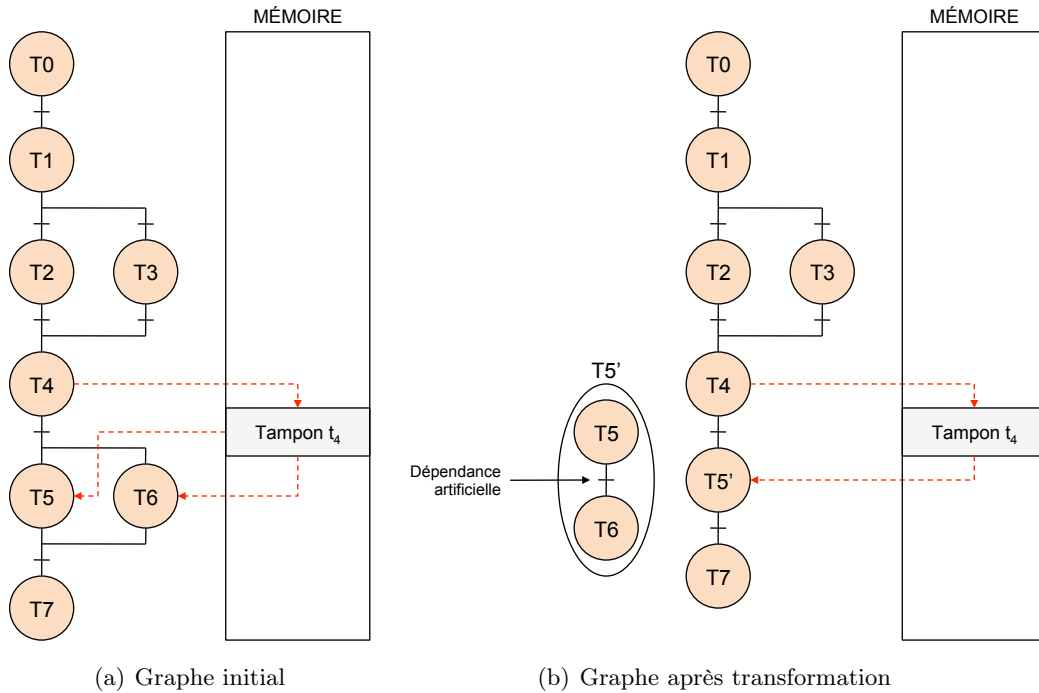 MÉMOIRE
T0
T1
T2
T3
T4
Tampon t₄
T5
T6
T7
(a) Graphe initial
MÉMOIRE
T0
T1
T2
T3
T4
Tampon t₄
T5'
T5
Dépendance
artificielle
T6
T5'
T7
(b) Graphe après transformation